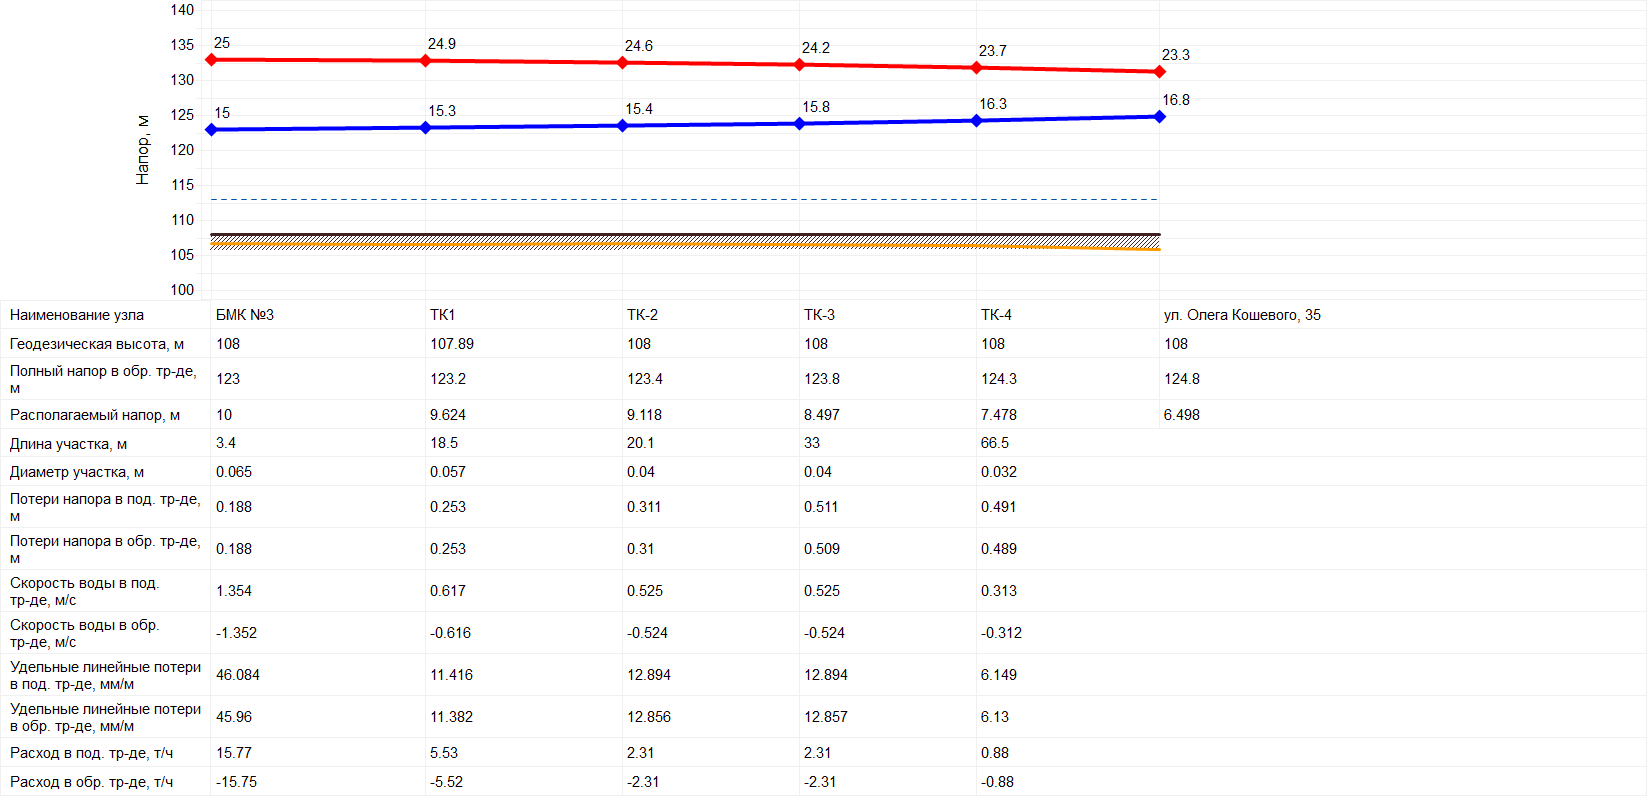 140
135
130
125
120
115
110
105
100
Напор, м
25 24.9 24.6 24.2 23.7 23.3
15 15.3 15.4 15.8 16.3 16.8
Наименование узла БМК №3 ТК1 ТК-2 ТК-3 ТК-4 ул. Олега Кошевого, 35
Геодезическая высота, м 108 107.89 108 108 108 108
Полный напор в обр. тр-де,
м 123 123.2 123.4 123.8 124.3 124.8
Располагаемый напор, м 10 9.624 9.118 8.497 7.478 6.498
Длина участка, м 3.4 18.5 20.1 33 66.5
Диаметр участка, м 0.065 0.057 0.04 0.04 0.032
Потери напора в под. тр-де,
м 0.188 0.253 0.311 0.511 0.491
Потери напора в обр. тр-де,
м 0.188 0.253 0.31 0.509 0.489
Скорость воды в под.
тр-де, м/с 1.354 0.617 0.525 0.525 0.313
Скорость воды в обр.
тр-де, м/с -1.352 -0.616 -0.524 -0.524 -0.312
Удельные линейные потери
в под. тр-де, мм/м 46.084 11.416 12.894 12.894 6.149
Удельные линейные потери
в обр. тр-де, мм/м 45.96 11.382 12.856 12.857 6.13
Расход в под. тр-де, т/ч 15.77 5.53 2.31 2.31 0.88
Расход в обр. тр-де, т/ч -15.75 -5.52 -2.31 -2.31 -0.88